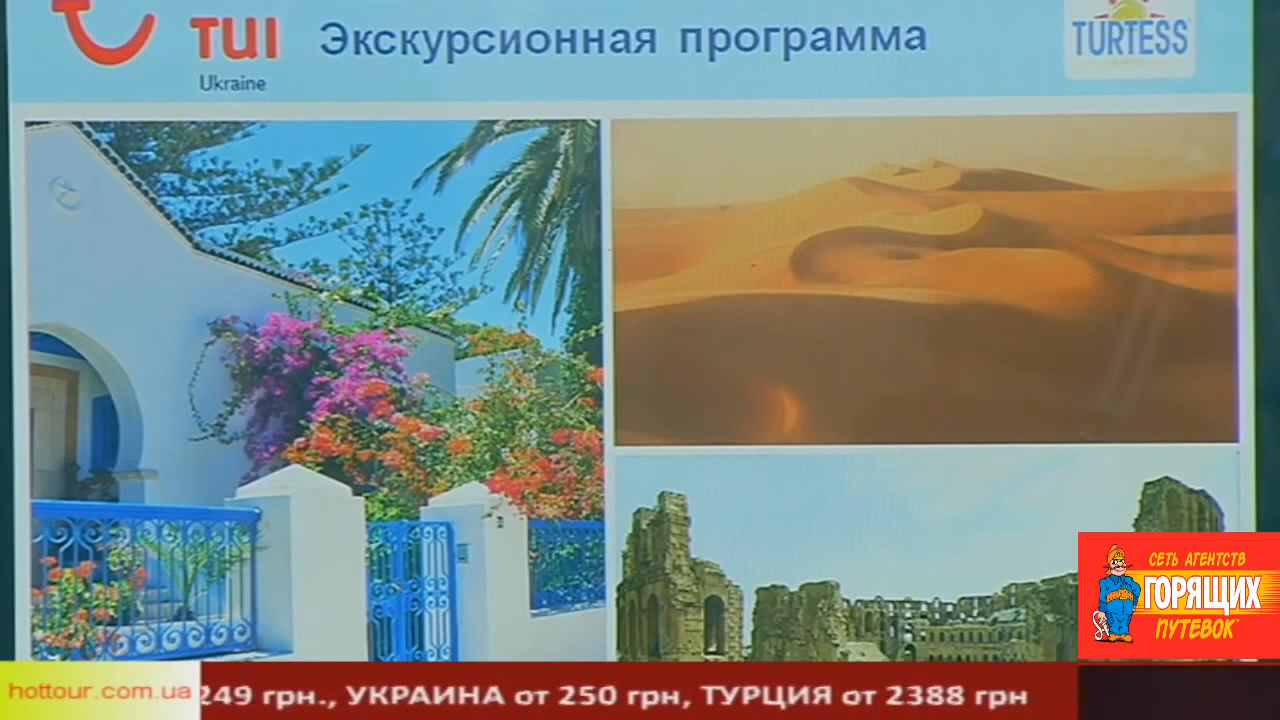 TUI
Ukraine
Экскурсионная программа
TURTESS
СЕТЬ АГЕНТСТВ
ГОРЯЩИХ
ПУТЕВОК
hottour.com.ua
249 грн., УКРАИНА от 250 грн, ТУРЦИЯ от 2388 грн